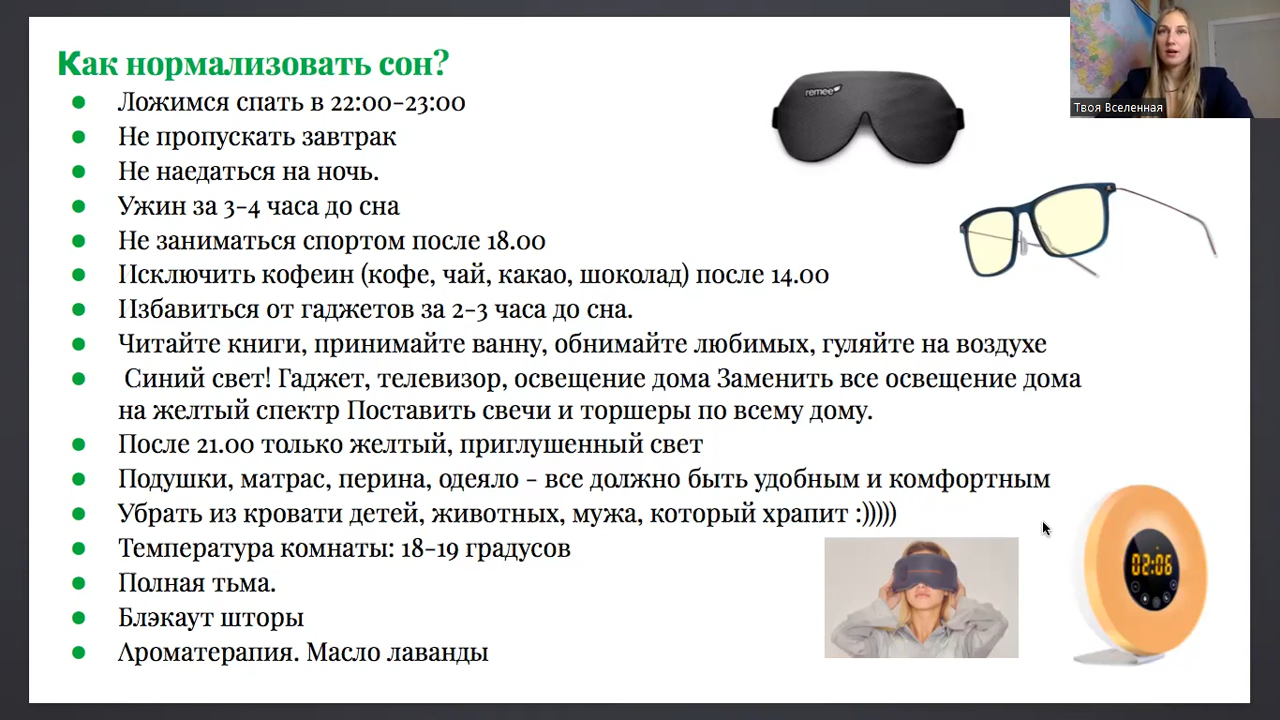 Как нормализовать сон?
Ложимся спать в 22:00-23:00
Не пропускать завтрак
Не наедаться на ночь.
Ужин за 3-4 часа до сна
Не заниматься спортом после 18.00
Исключить кофеин (кофе, чай, какао, шоколад) после 14.00
Избавиться от гаджетов за 2-3 часа до сна.
Читайте книги, принимайте ванну, обнимайте любимых, гуляйте на воздухе
Синий свет! Гаджет, телевизор, освещение дома Заменить все освещение дома
на желтый спектр Поставить свечи и торшеры по всему дому.
После 21.00 только желтый, приглушенный свет
Подушки, матрас, перина, одеяло - все должно быть удобным и комфортным
Убрать из кровати детей, животных, мужа, который храпит :)))))
Температура комнаты: 18-19 градусов
Полная тьма.
Блэкаут шторы
Ароматерапия. Масло лаванды
remee
Твоя Вселенная
02:06